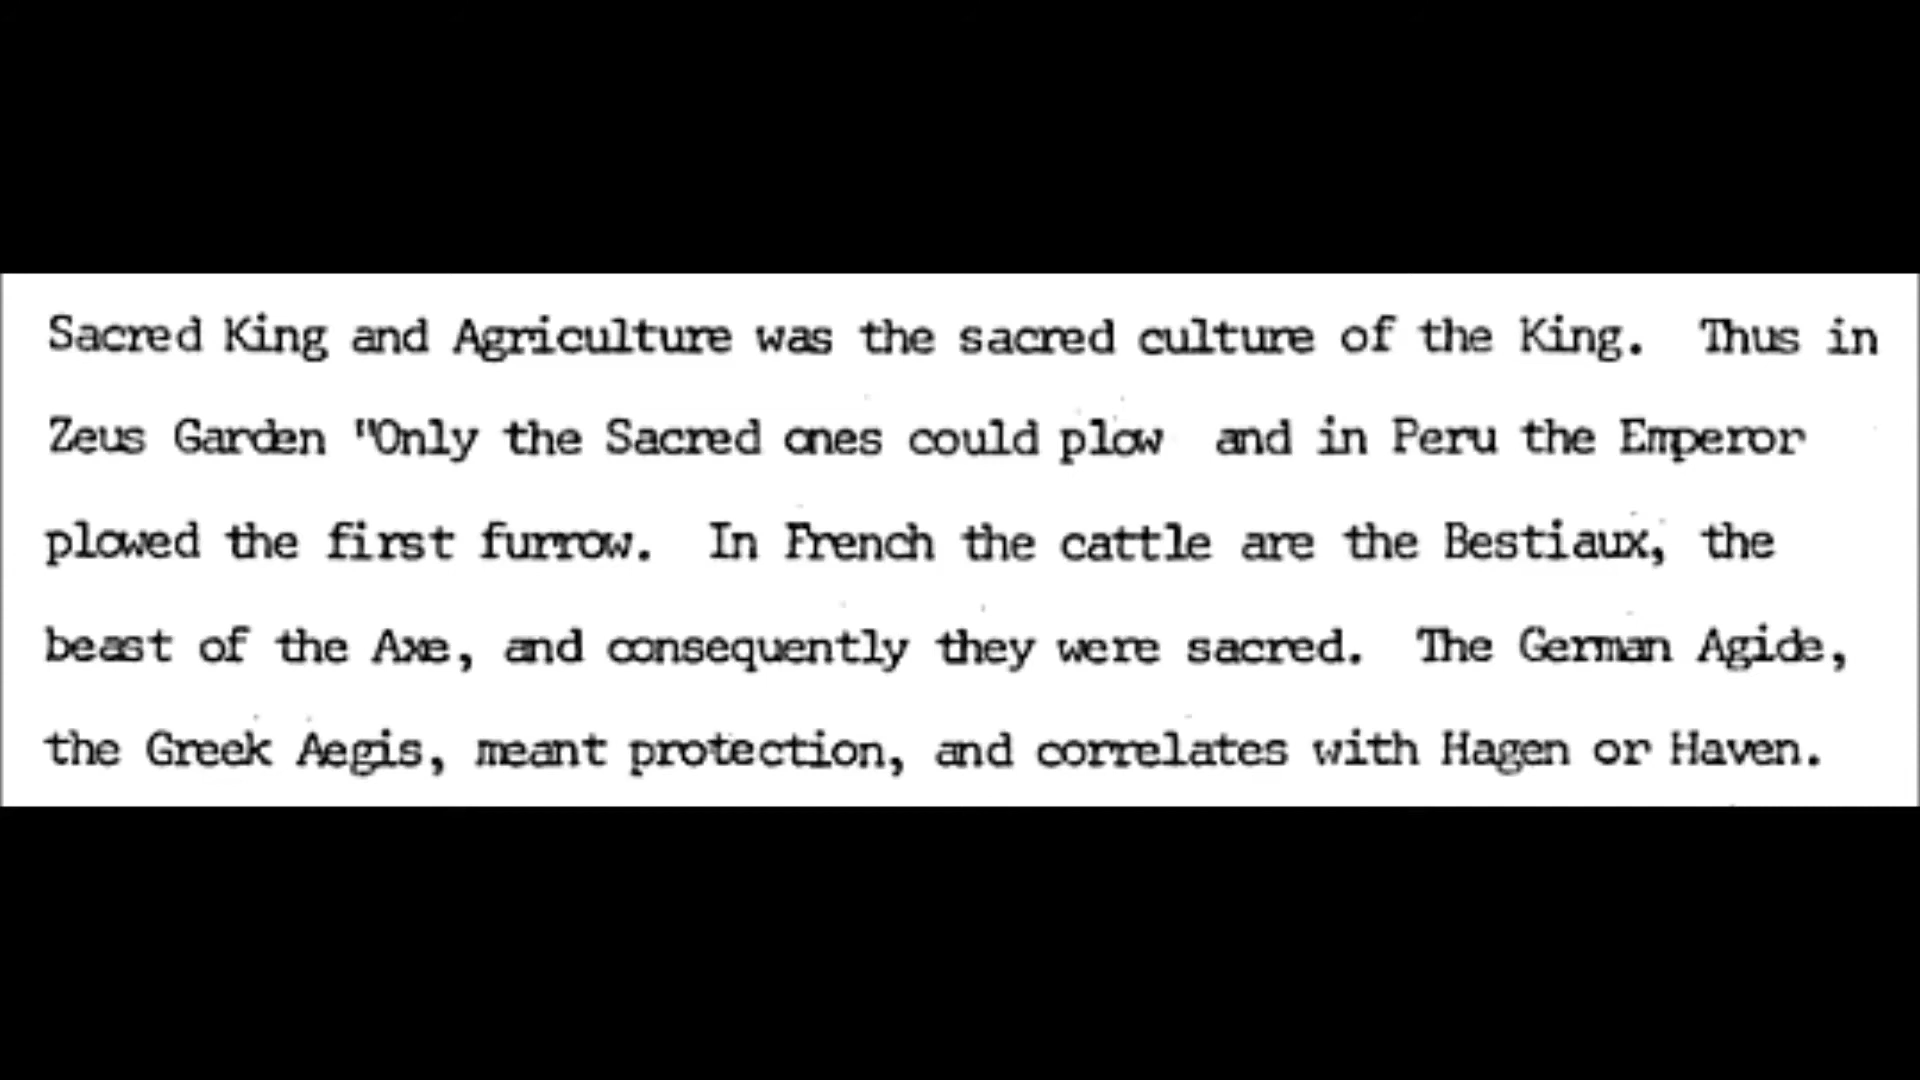 Sacred King and Agriculture was the sacred culture of the King.  Thus in
Zeus Garden "Only the Sacred ones could plow  and in Peru the Emperor
plowed the first furrow.  In French the cattle are the Bestiaux, the
beast of the Axe, and consequently they were sacred.  The German Agide,
the Greek Aegis, meant protection, and correlates with Hagen or Haven.